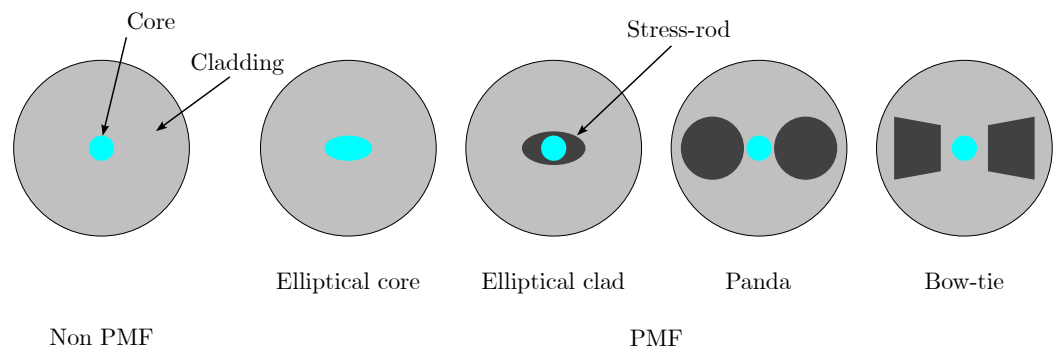 Core
Cladding
Stress-rod
Elliptical core
Elliptical clad
Panda
Bow-tie
Non PMF
PMF